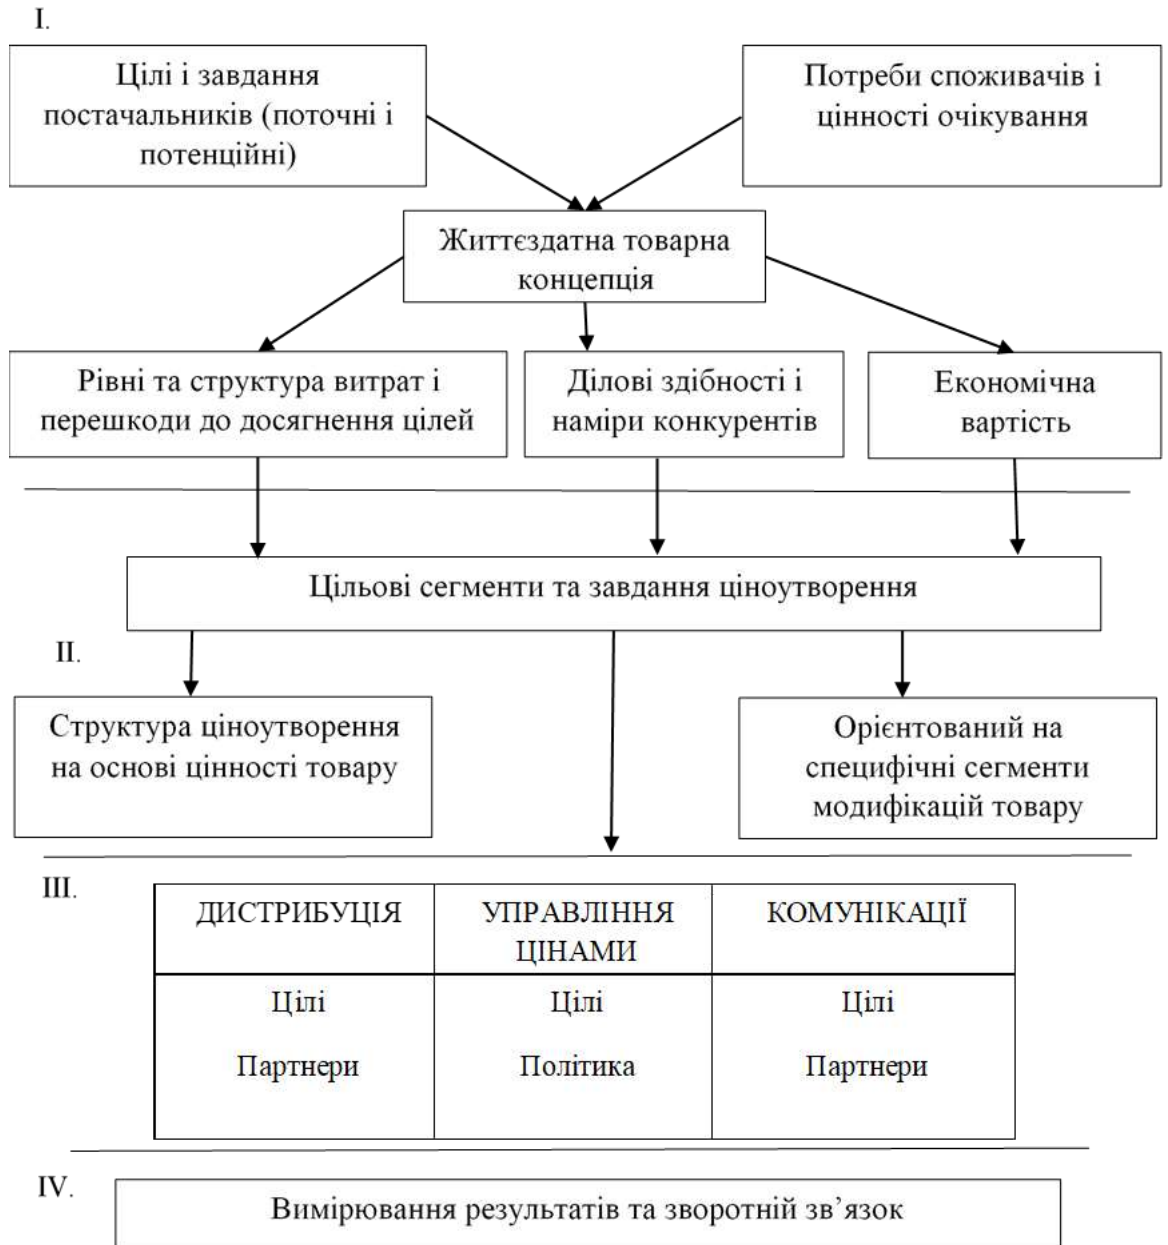 I.
Цілі і завдання
постачальників (поточні і
потенційні)
Потреби споживачів і
цінності очікування
Життєздатна товарна
концепція
Рівні та структура витрат і
перешкоди до досягнення цілей
Ділові здібності і
наміри конкурентів
Економічна
вартість
Цільові сегменти та завдання ціноутворення
II.
Структура ціноутворення
на основі цінності товару
Орієнтований на
специфічні сегменти
модифікацій товару
III.
ДИСТРИБУЦІЯ
УПРАВЛІННЯ
ЦІНАМИ
КОМУНІКАЦІЇ
Цілі
Партнери
Цілі
Політика
Цілі
Партнери
IV.
Вимірювання результатів та зворотній зв’язок